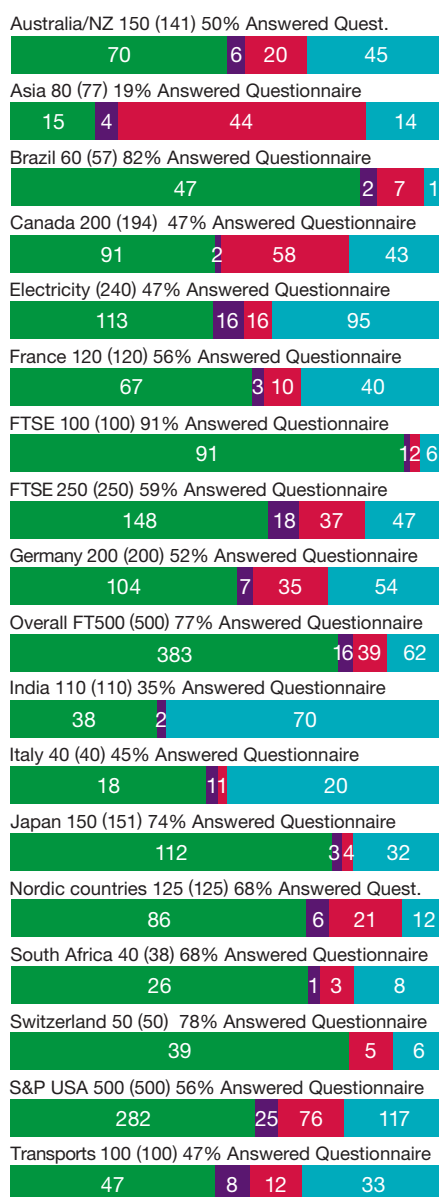 Australia/NZ 150 (141) 50% Answered Quest.
70 6 20 45
Asia 80 (77) 19% Answered Questionnaire
15 4 44 14
Brazil 60 (57) 82% Answered Questionnaire
47 2 7 1
Canada 200 (194) 47% Answered Questionnaire
91 2 58 43
Electricity (240) 47% Answered Questionnaire
113 16 16 95
France 120 (120) 56% Answered Questionnaire
67 3 10 40
FTSE 100 (100) 91% Answered Questionnaire
91 1 2 6
FTSE 250 (250) 59% Answered Questionnaire
148 18 37 47
Germany 200 (200) 52% Answered Questionnaire
104 7 35 54
Overall FT500 (500) 77% Answered Questionnaire
383 16 39 62
India 110 (110) 35% Answered Questionnaire
38 2 70
Italy 40 (40) 45% Answered Questionnaire
18 1 1 20
Japan 150 (151) 74% Answered Questionnaire
112 3 4 32
Nordic countries 125 (125) 68% Answered Quest.
86 6 21 12
South Africa 40 (38) 68% Answered Questionnaire
26 1 3 8
Switzerland 50 (50) 78% Answered Questionnaire
39 5 6
S&P USA 500 (500) 56% Answered Questionnaire
282 25 76 117
Transports 100 (100) 47% Answered Questionnaire
47 8 12 33